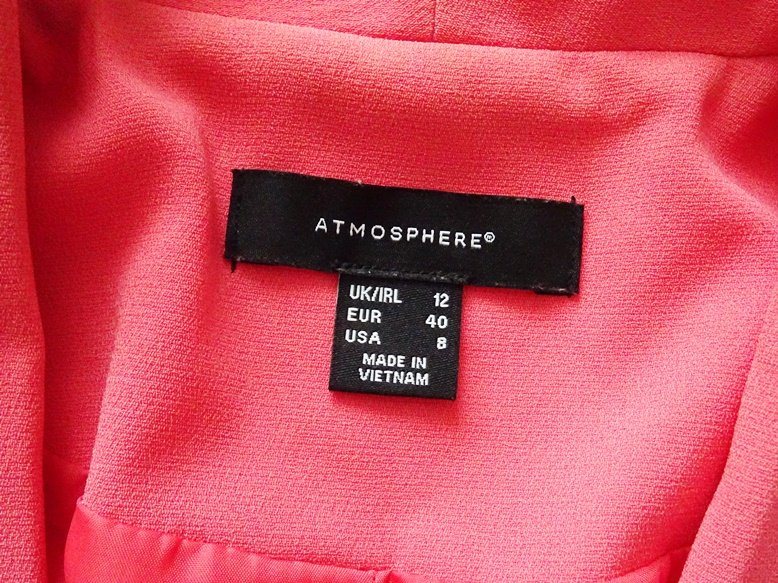 ATMOSPHERE®
UK/IRL 12
EUR 40
USA 8
MADE IN
VIETNAM